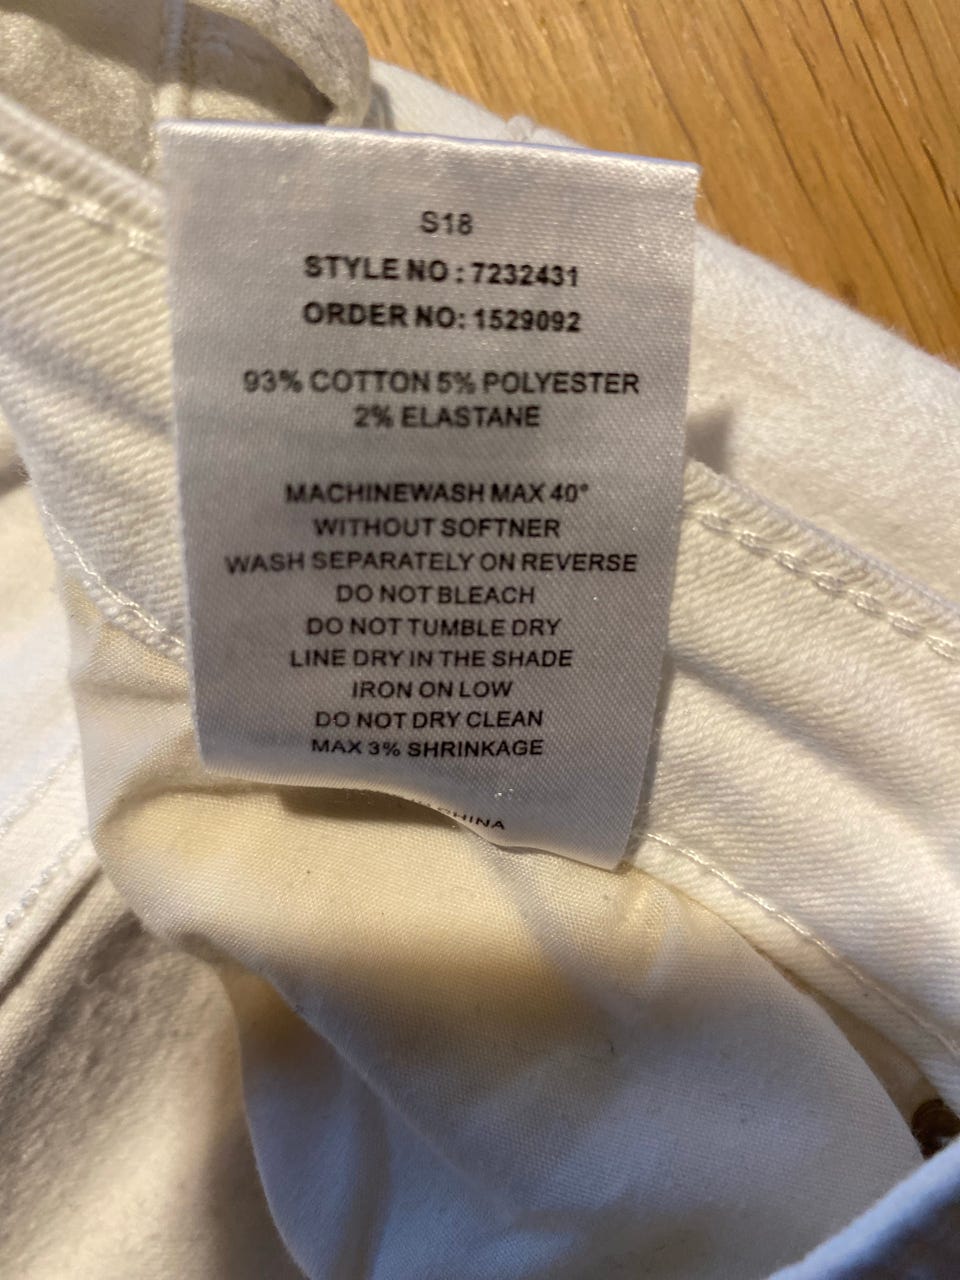 S18
STYLE NO : 7232431
ORDER NO: 1529092
93% COTTON 5% POLYESTER
2% ELASTANE
MACHINEWASH MAX 40°
WITHOUT SOFTNER
WASH SEPARATELY ON REVERSE
DO NOT BLEACH
DO NOT TUMBLE DRY
LINE DRY IN THE SHADE
IRON ON LOW
DO NOT DRY CLEAN
MAX 3% SHRINKAGE
CHINA